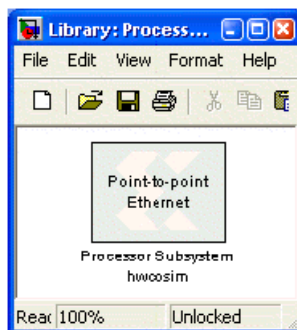 Library: Process...
File Edit View Format Help
Point-to-point
Ethernet
Processor Subsystem
hwcosim
Reac 100% Unlocked